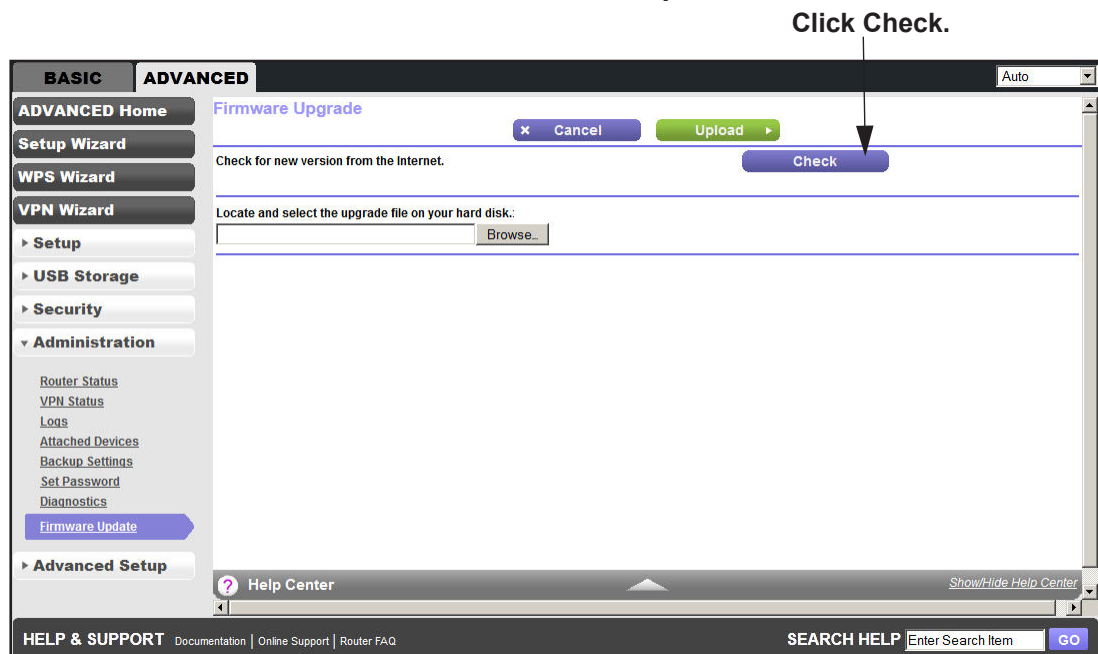 Click Check.
BASIC ADVANCED Auto
ADVANCED Home
Setup Wizard
WPS Wizard
VPN Wizard
Setup
USB Storage
Security
Administration
Router Status
VPN Status
Logs
Attached Devices
Backup Settings
Set Password
Diagnostics
Firmware Update
Advanced Setup
Firmware Upgrade
x Cancel Upload
Check for new version from the Internet. Check
Locate and select the upgrade file on your hard disk.:
Browse...
? Help Center Show/Hide Help Center
HELP & SUPPORT Documentation | Online Support | Router FAQ SEARCH HELP Enter Search Item GO